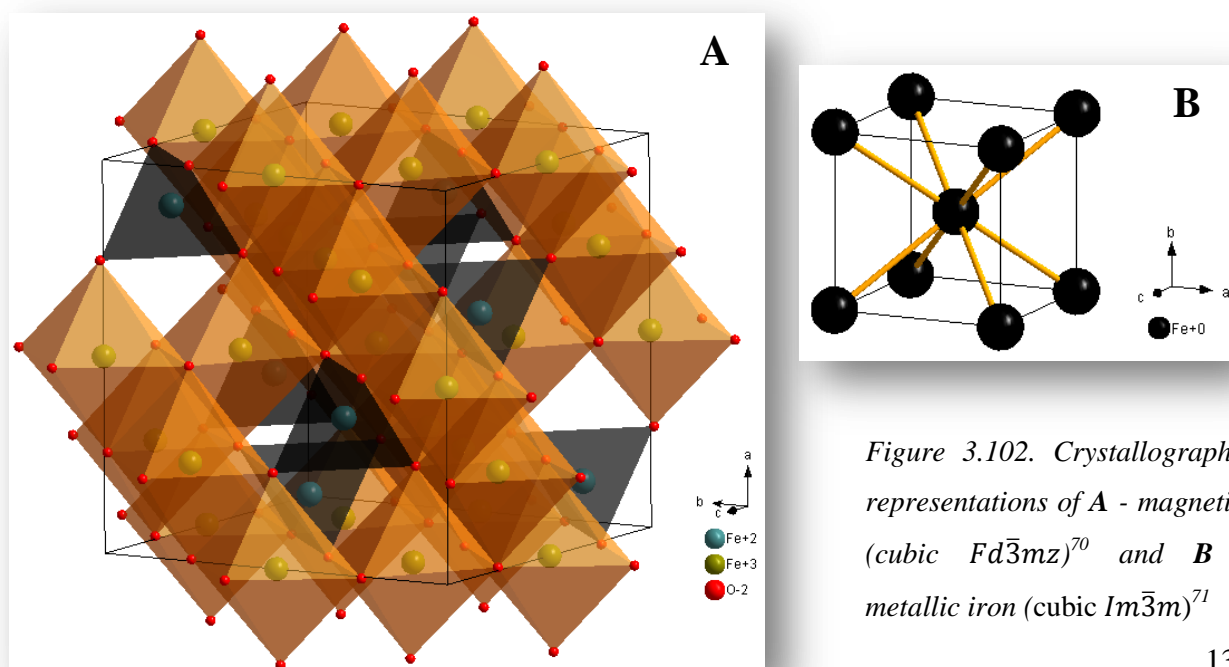 A
B
b
a
c
Fe+0
a
b
c
Fe+2
Fe+3
O-2
Figure 3.102. Crystallograph
representations of A - magneti
(cubic Fd3̅mz)70 and B
metallic iron (cubic Im3̅m)71
13